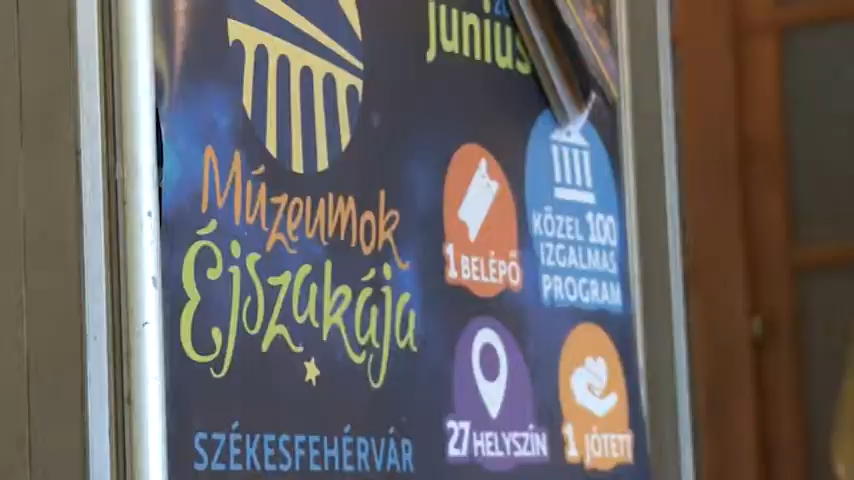 június
Múzeumok
Éjszakája
SZÉKESFEHÉRVÁR
1 BELÉPŐ
KÖZEL 100
IZGALMAS
PROGRAM
27 HELYSZÍN
1 JÓTETT